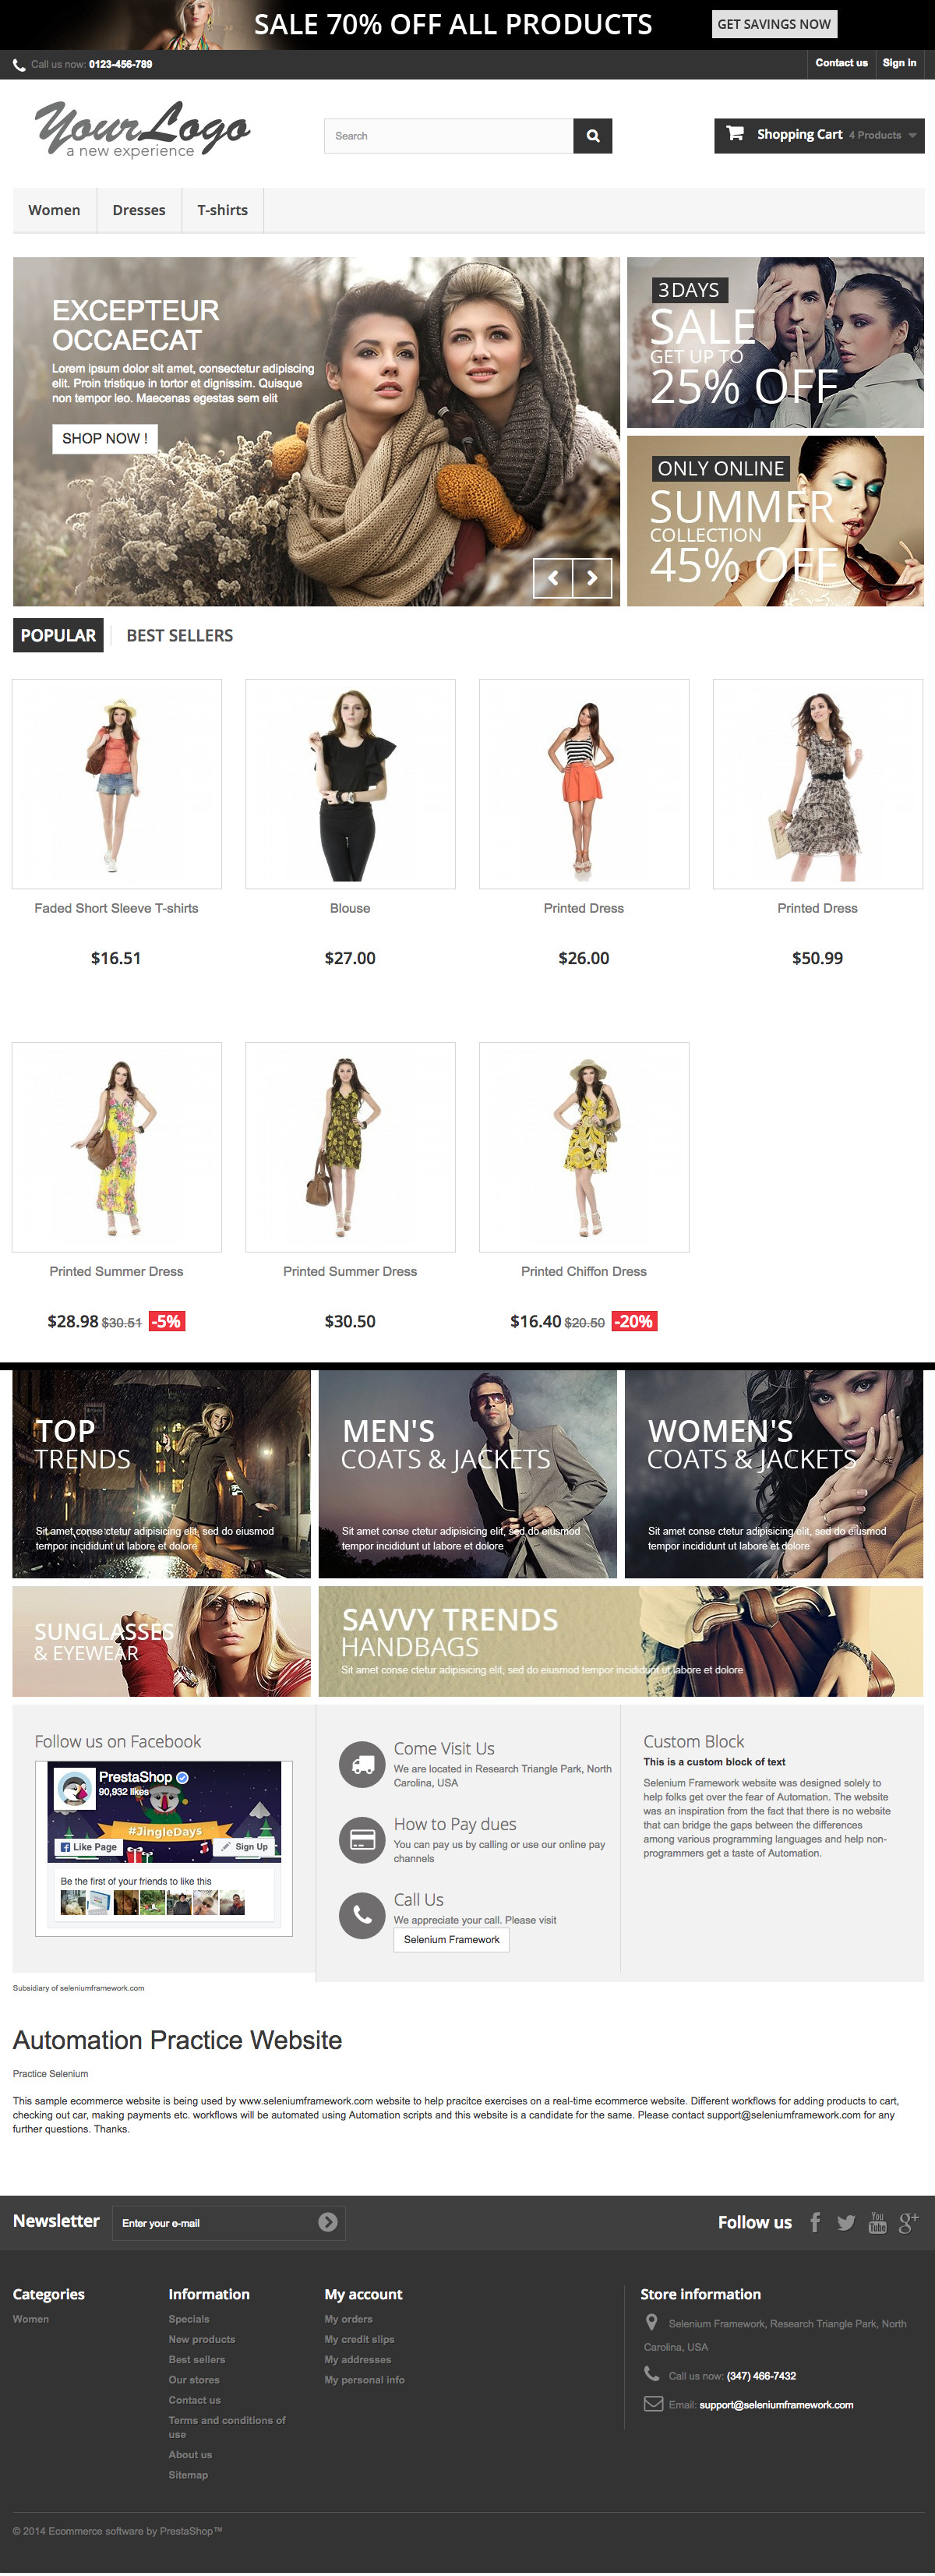 SALE 70% OFF ALL PRODUCTS
GET SAVINGS NOW
Call us now: 0123-456-789
Contact us
Sign in
YourLogo
a new experience
Search
Shopping Cart 4 Products
Women
Dresses
T-shirts
EXCEPTEUR
OCCAECAT
Lorem ipsum dolor sit amet, consectetur adipiscing
elit. Proin tristique in tortor et dignissim. Quisque
non tempor leo. Maecenas egestas sem elit
SHOP NOW !
3 DAYS
SALE
GET UP TO
25% OFF
ONLY ONLINE
SUMMER
COLLECTION
45% OFF
POPULAR
BEST SELLERS
Faded Short Sleeve T-shirts
$16.51
Blouse
$27.00
Printed Dress
$26.00
Printed Dress
$50.99
Printed Summer Dress
$28.98 $30.51 -5%
Printed Summer Dress
$30.50
Printed Chiffon Dress
$16.40 $20.50 -20%
TOP
TRENDS
Sit amet conse ctetur adipisicing elit, sed do eiusmod
tempor incididunt ut labore et dolore
MEN'S
COATS & JACKETS
Sit amet conse ctetur adipisicing elit, sed do eiusmod
tempor incididunt ut labore et dolore
WOMEN'S
COATS & JACKETS
Sit amet conse ctetur adipisicing elit, sed do eiusmod
tempor incididunt ut labore et dolore
SUNGLASSES
& EYEWEAR
SAVVY TRENDS
HANDBAGS
Sit amet conse ctetur adipisicing elit, sed do eiusmod tempor incididunt ut labore et dolore
Follow us on Facebook
PrestaShop
90,932 likes
#JingleDays
Like Page
Sign Up
Be the first of your friends to like this
Come Visit Us
We are located in Research Triangle Park, North
Carolina, USA
How to Pay dues
You can pay us by calling or use our online pay
channels
Call Us
We appreciate your call. Please visit
Selenium Framework
Custom Block
This is a custom block of text
Selenium Framework website was designed solely to
help folks get over the fear of Automation. The website
was an inspiration from the fact that there is no website
that can bridge the gaps between the differences
among various programming languages and help non-
programmers get a taste of Automation.
Subsidiary of seleniumframework.com
Automation Practice Website
Practice Selenium
This sample ecommerce website is being used by www.seleniumframework.com website to help pracitce exercises on a real-time ecommerce website. Different workflows for adding products to cart,
checking out car, making payments etc. workflows will be automated using Automation scripts and this website is a candidate for the same. Please contact support@seleniumframework.com for any
further questions. Thanks.
Newsletter
Enter your e-mail
Follow us
You
Tube
g+
Categories
Women
Information
Specials
New products
Best sellers
Our stores
Contact us
Terms and conditions of
use
About us
Sitemap
My account
My orders
My credit slips
My addresses
My personal info
Store information
Selenium Framework, Research Triangle Park, North
Carolina, USA
Call us now: (347) 466-7432
Email: support@seleniumframework.com
© 2014 Ecommerce software by PrestaShop™